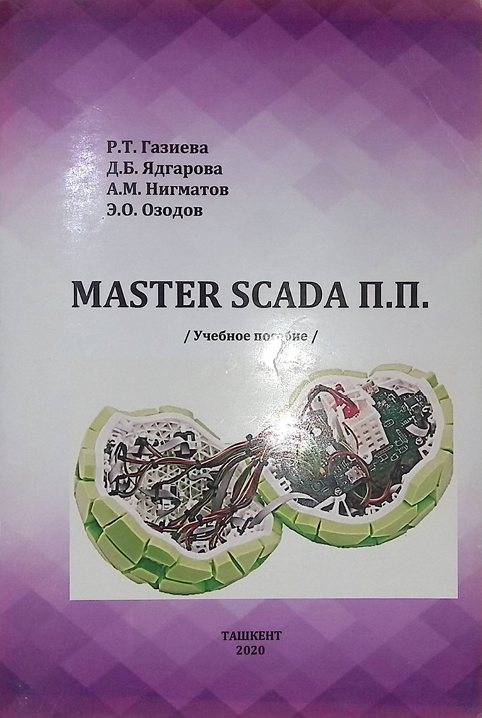 Р.Т. Газиева
Д.Б. Ядгарова
А.М. Нигматов
Э.О. Озодов
MASTER SCADA П.П.
/ Учебное пособие /
ТАШКЕНТ
2020